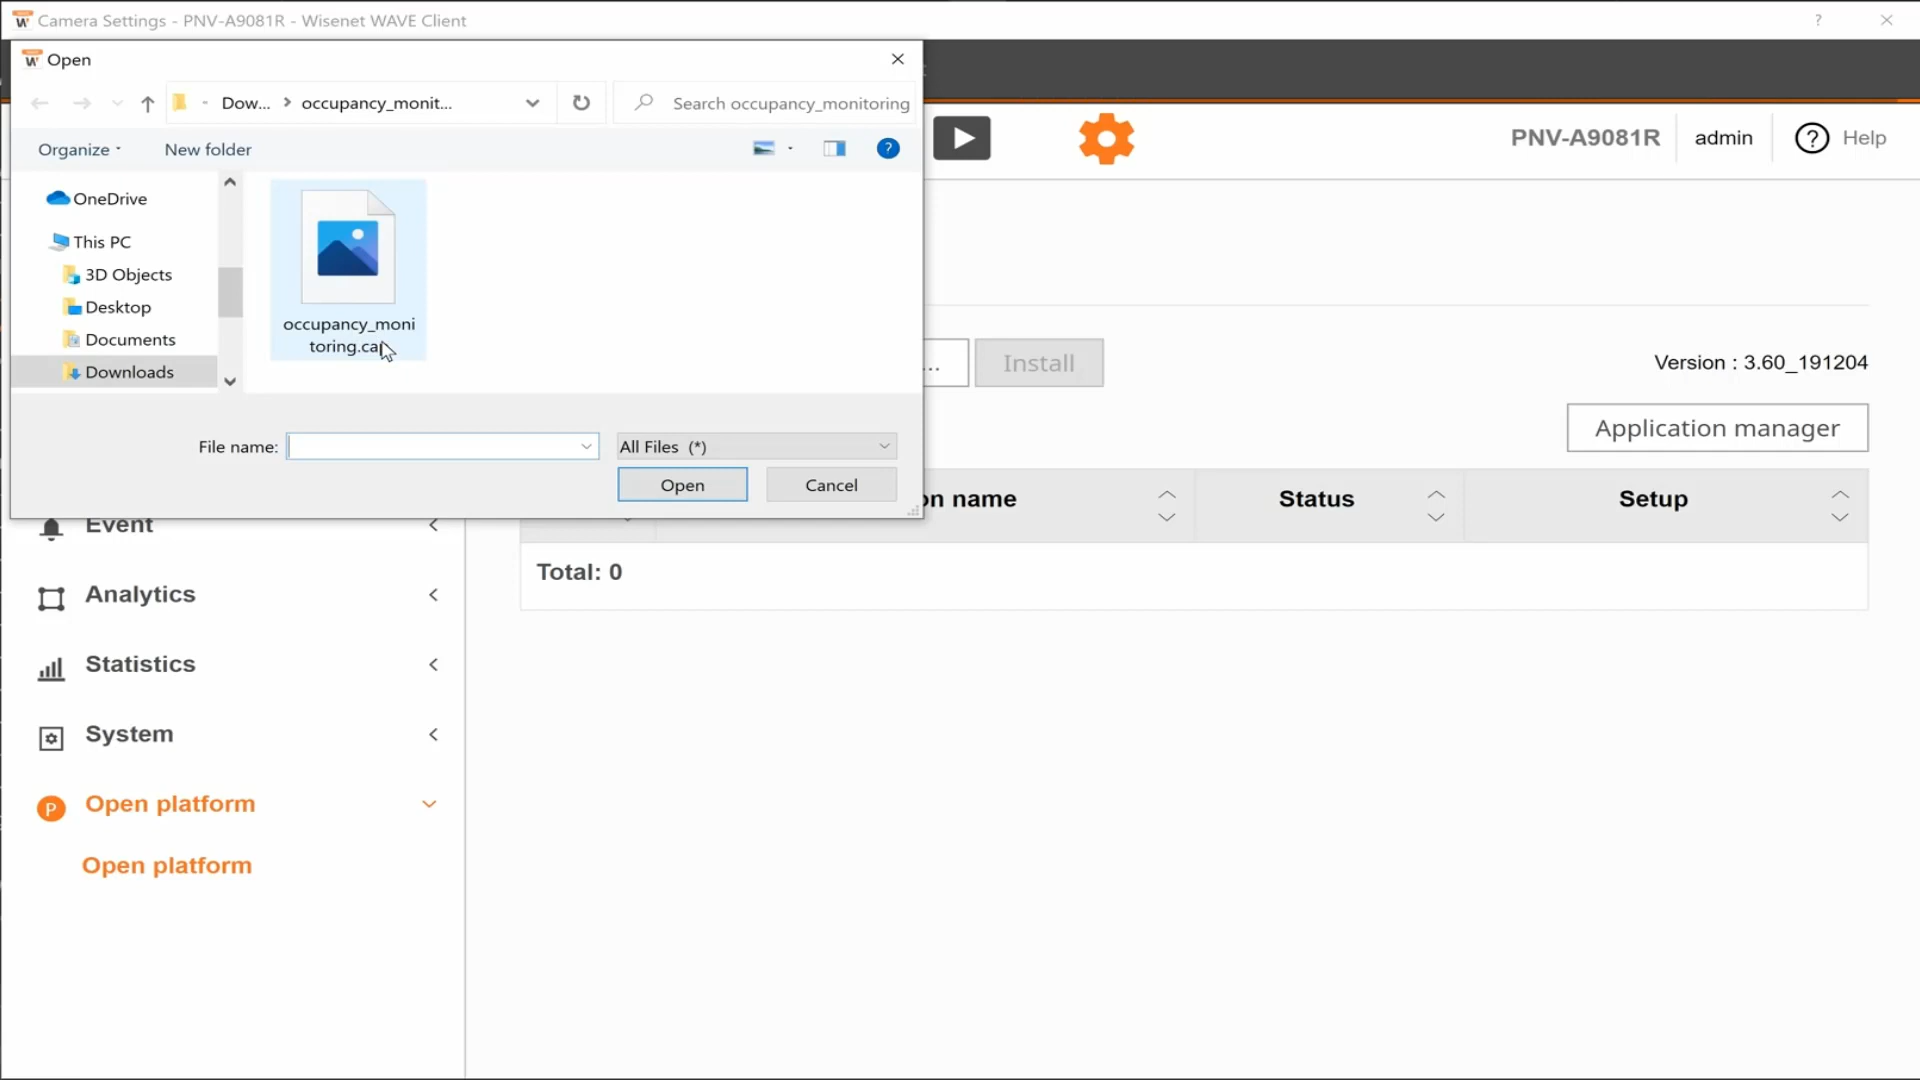 Camera Settings - PNV-A9081R - Wisenet WAVE Client
Open
Dow... > occupancy_monit...
Search occupancy_monitoring
Organize
New folder
OneDrive
This PC
3D Objects
Desktop
Documents
Downloads
occupancy_moni
toring.cap
File name:
All Files (*)
Open
Cancel
PNV-A9081R
admin
Help
...
Install
Version : 3.60_191204
Application manager
on name
Status
Setup
Total: 0
Event
Analytics
Statistics
System
P
Open platform
Open platform